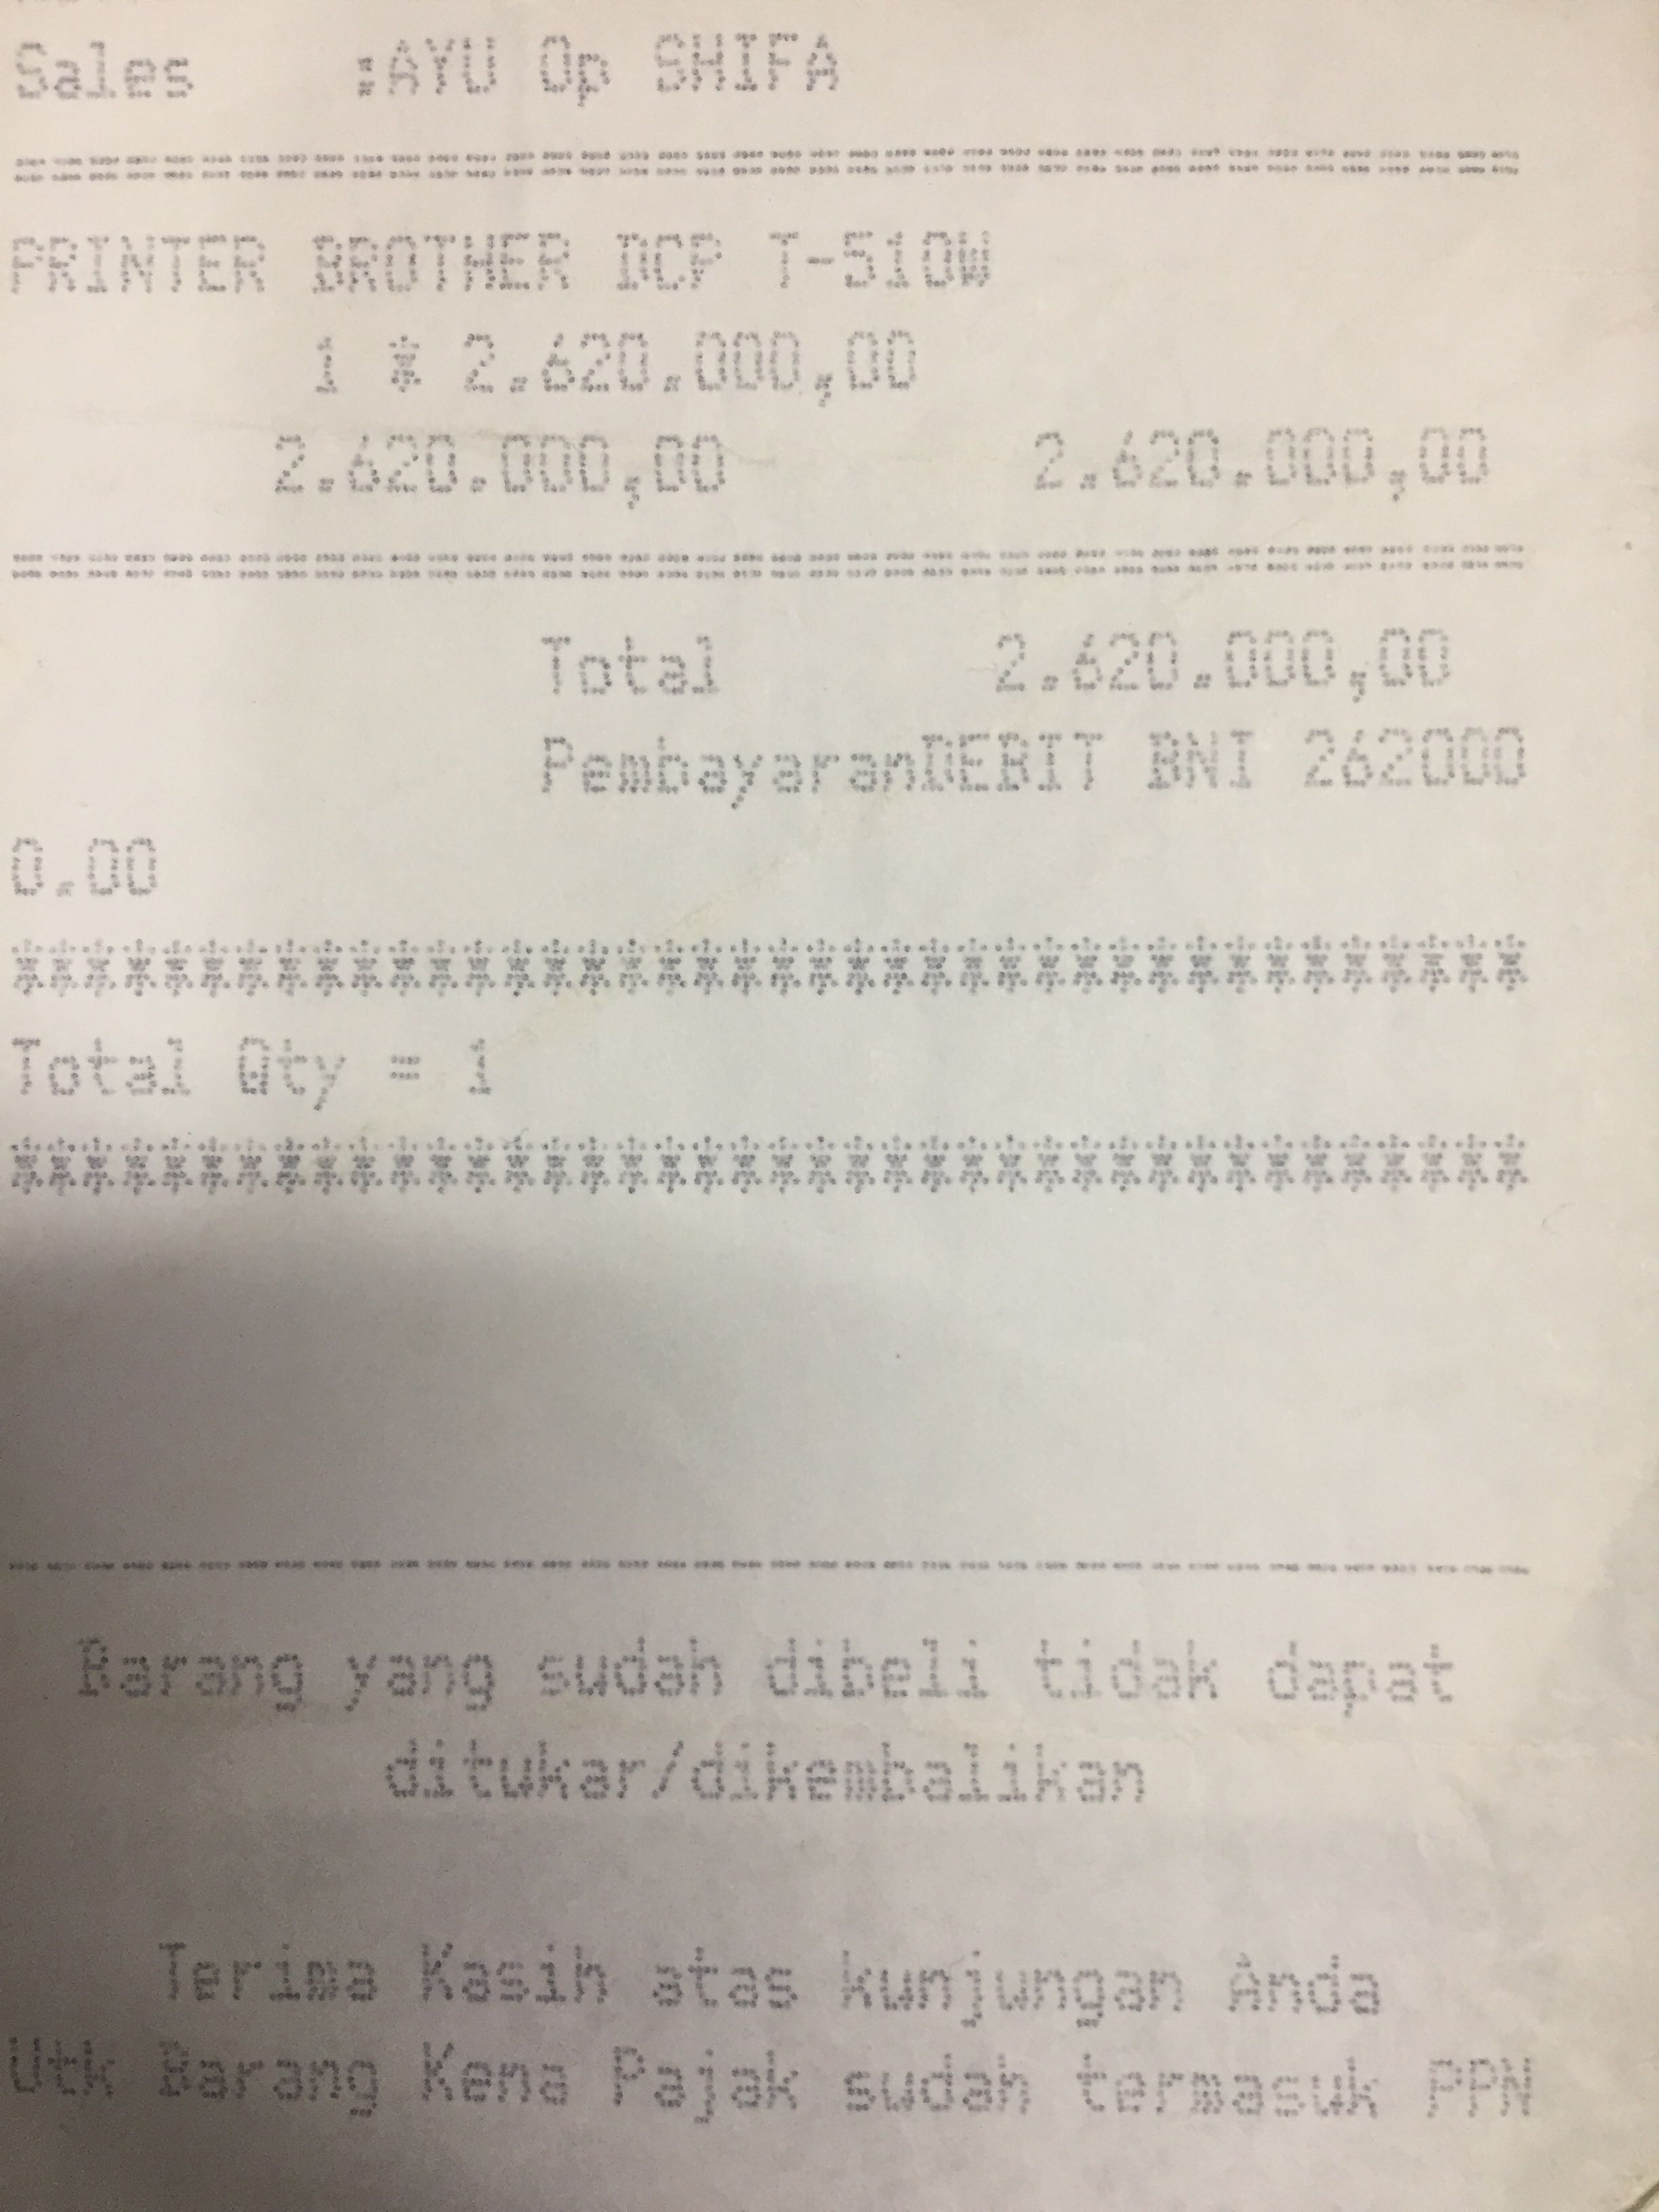 Sales :AYU Op SHIFA
========================================
PRINTER BROTHER DCP T-510W
1 * 2.620.000,00
2.620.000,00 2.620.000,00
========================================
Total 2.620.000,00
PembayaranDEBIT BNI 262000
0.00
****************************************
Total Qty = 1
****************************************
----------------------------------------
Barang yang sudah dibeli tidak dapat
ditukar/dikembalikan
Terima Kasih atas kunjungan Anda
Utk Barang Kena Pajak sudah termasuk PPN